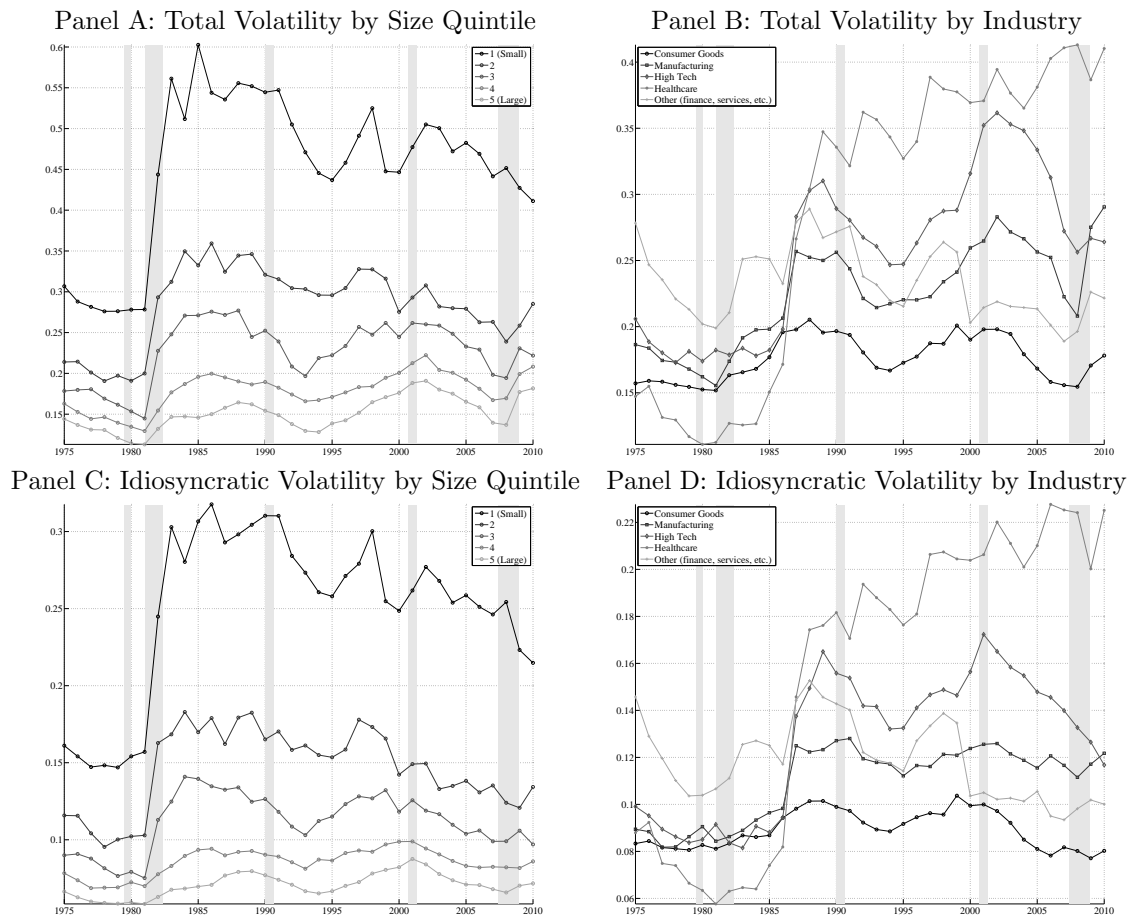 Panel A: Total Volatility by Size Quintile
0.6
0.55
0.5
0.45
0.4
0.35
0.3
0.25
0.2
0.15
1975 1980 1985 1990 1995 2000 2005 2010
1 (Small)
2
3
4
5 (Large)
Panel B: Total Volatility by Industry
0.4
0.35
0.3
0.25
0.2
0.15
1975 1980 1985 1990 1995 2000 2005 2010
Consumer Goods
Manufacturing
High Tech
Healthcare
Other (finance, services, etc.)
Panel C: Idiosyncratic Volatility by Size Quintile
0.3
0.25
0.2
0.15
0.1
1975 1980 1985 1990 1995 2000 2005 2010
1 (Small)
2
3
4
5 (Large)
Panel D: Idiosyncratic Volatility by Industry
0.22
0.2
0.18
0.16
0.14
0.12
0.1
0.08
0.06
1975 1980 1985 1990 1995 2000 2005 2010
Consumer Goods
Manufacturing
High Tech
Healthcare
Other (finance, services, etc.)